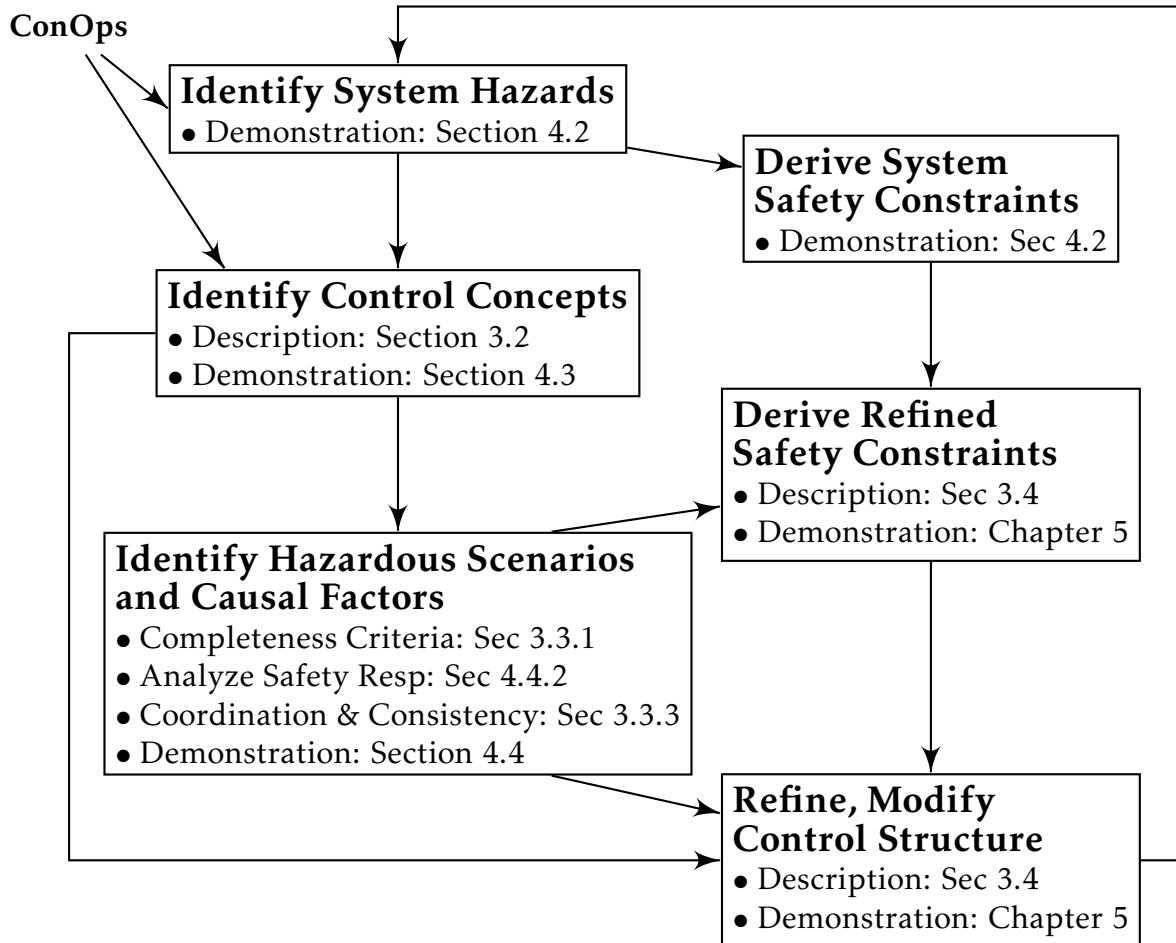 ConOps
Identify System Hazards
• Demonstration: Section 4.2
Derive System
Safety Constraints
• Demonstration: Sec 4.2
Identify Control Concepts
• Description: Section 3.2
• Demonstration: Section 4.3
Derive Refined
Safety Constraints
• Description: Sec 3.4
• Demonstration: Chapter 5
Identify Hazardous Scenarios
and Causal Factors
• Completeness Criteria: Sec 3.3.1
• Analyze Safety Resp: Sec 4.4.2
• Coordination & Consistency: Sec 3.3.3
• Demonstration: Section 4.4
Refine, Modify
Control Structure
• Description: Sec 3.4
• Demonstration: Chapter 5